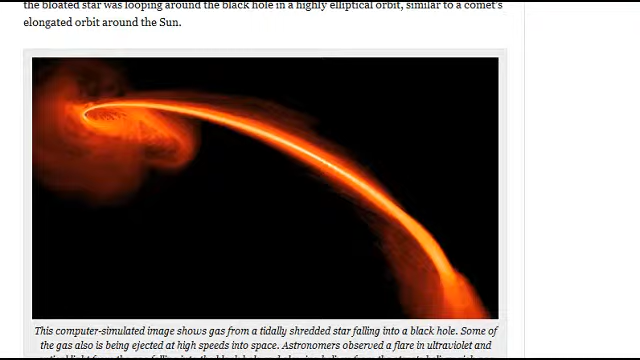 the bloated star was looping around the black hole in a highly elliptical orbit, similar to a comet's
elongated orbit around the Sun.
This computer-simulated image shows gas from a tidally shredded star falling into a black hole. Some of
the gas also is being ejected at high speeds into space. Astronomers observed a flare in ultraviolet and